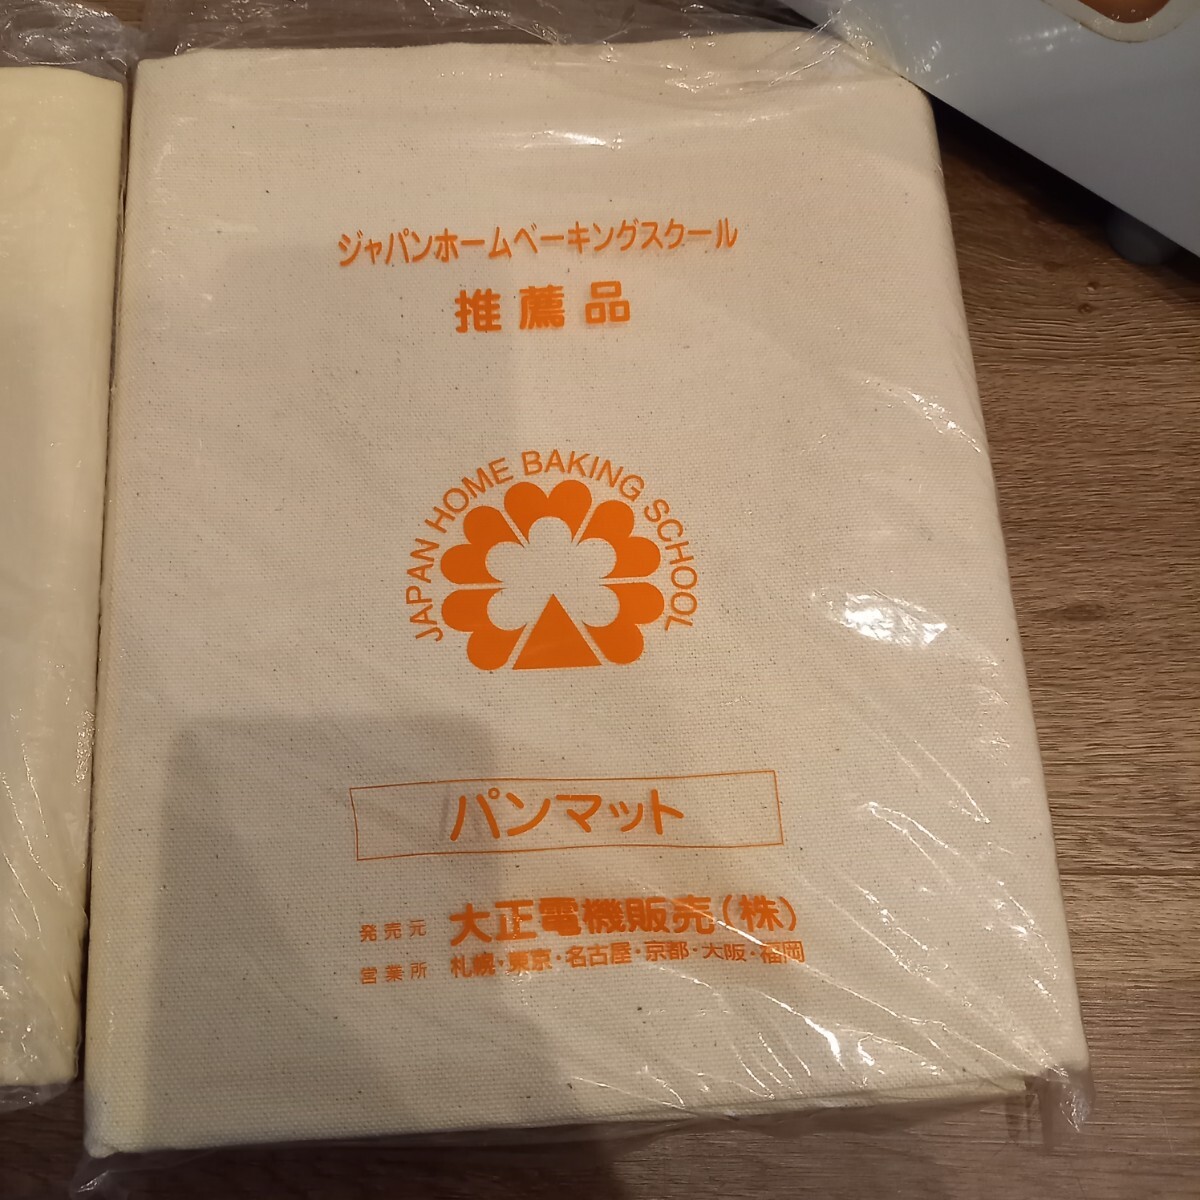 ジャパンホームベーキングスクール
推薦品
JAPAN HOME BAKING SCHOOL
パンマット
発売元 大正電機販売(株)
営業所 札幌・東京・名古屋・京都・大阪・福岡